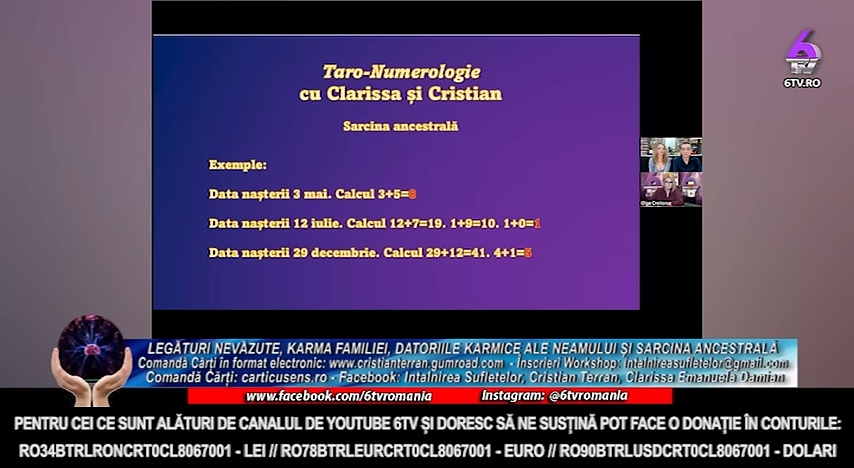 6
TV
6TV.RO
Taro-Numerologie
cu Clarissa și Cristian
Sarcina ancestrală
Exemple:
Data nașterii 3 mai. Calcul 3+5=8
Data nașterii 12 iulie. Calcul 12+7=19. 1+9=10. 1+0=1
Data nașterii 29 decembrie. Calcul 29+12=41. 4+1=5
Olga Croitorus
LEGĂTURI NEVĂZUTE, KARMA FAMILIEI, DATORIILE KARMICE ALE NEAMULUI ȘI SARCINA ANCESTRALĂ
Comandă Cărți în format electronic: www.cristianterran.gumroad.com - Înscrieri Workshop: intalnireasufletelor@gmail.com
Comandă Cărți: carticusens.ro - Facebook: Intalnirea Sufletelor, Cristian Terran, Clarissa Emanuela Damian
www.facebook.com/6tvromania Instagram: @6tvromania
PENTRU CEI CE SUNT ALĂTURI DE CANALUL DE YOUTUBE 6TV ȘI DORESC SĂ NE SUSȚINĂ POT FACE O DONAȚIE ÎN CONTURILE:
RO34BTRLRONCRT0CL8067001 - LEI // RO78BTRLEURCRT0CL8067001 - EURO // RO90BTRLUSDCRT0CL8067001 - DOLARI